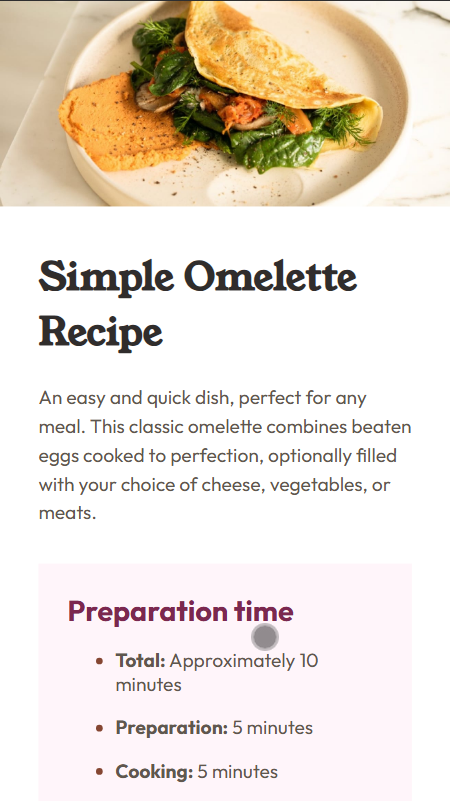 Simple Omelette
Recipe
An easy and quick dish, perfect for any
meal. This classic omelette combines beaten
eggs cooked to perfection, optionally filled
with your choice of cheese, vegetables, or
meats.
Preparation time
Total: Approximately 10
minutes
Preparation: 5 minutes
Cooking: 5 minutes